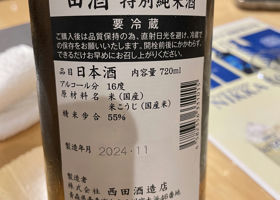 田酒 特別純米酒
要冷蔵
ご購入後は品質保持の為、直射日光を避け、冷蔵で
の保存をお願い致します。開栓前後にかかわらず、
できるだけお早めにお召し上がりください。
品目 日本酒 内容量 720ml
アルコール分 16度
原材料名 米(国産)
米こうじ(国産米)
精米歩合 55%
製造年月 2024・11
製造者
株式会社 西田酒造店
NIKKA